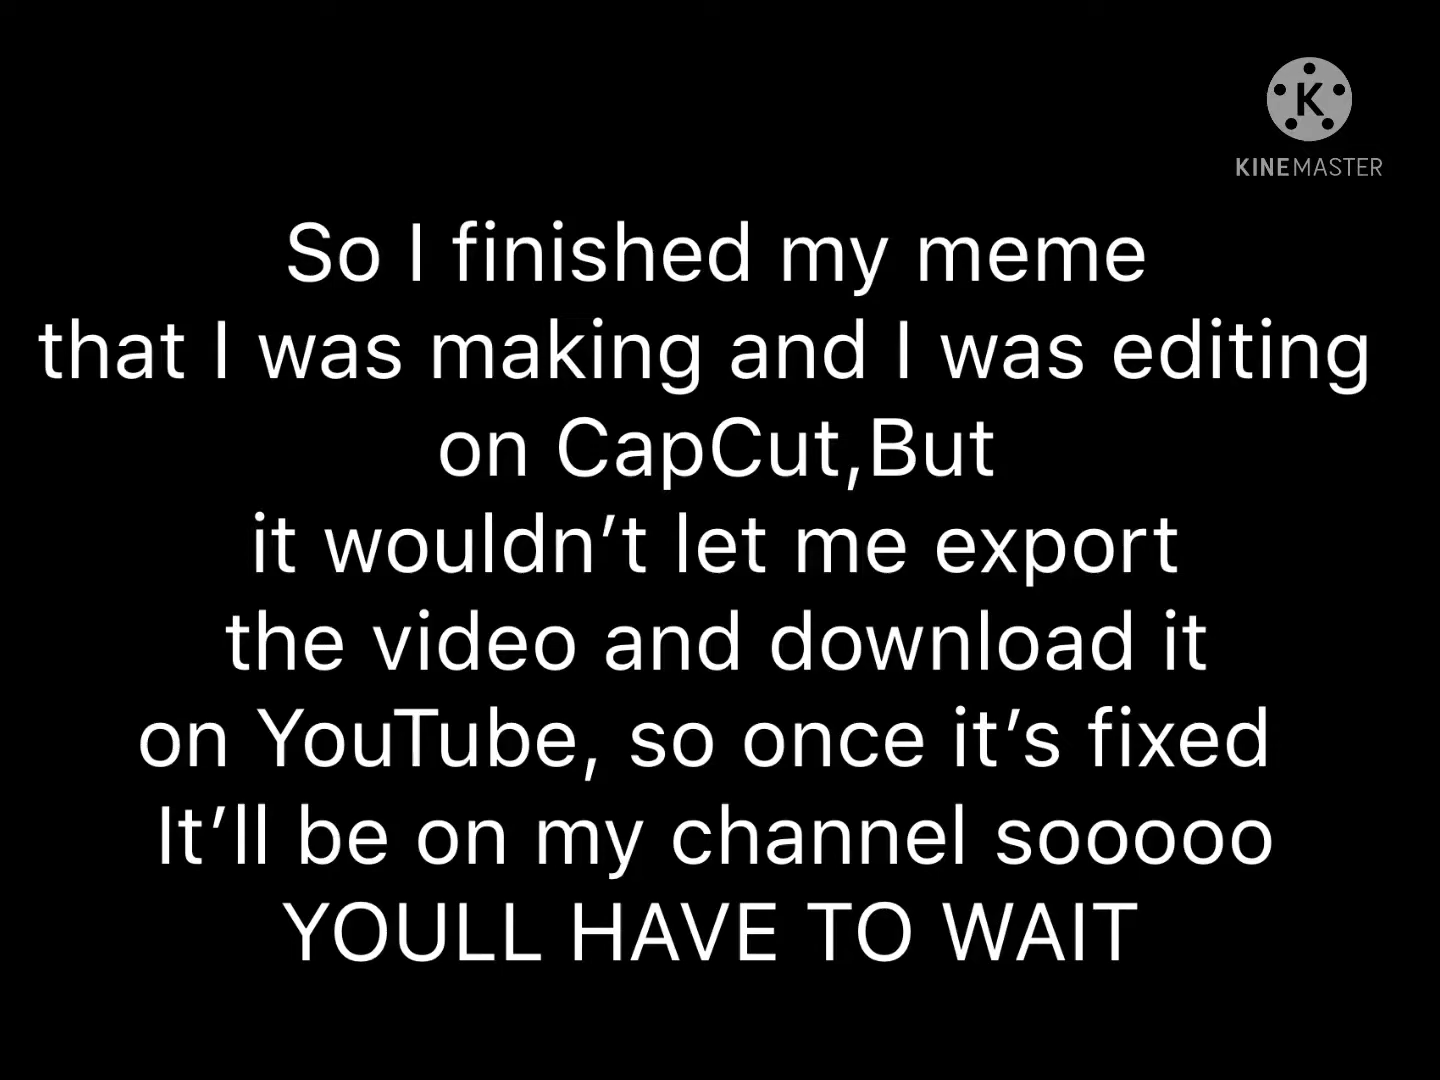 K
KINEMASTER
So I finished my meme
that I was making and I was editing
on CapCut,But
it wouldn’t let me export
the video and download it
on YouTube, so once it’s fixed
It’ll be on my channel sooooo
YOULL HAVE TO WAIT